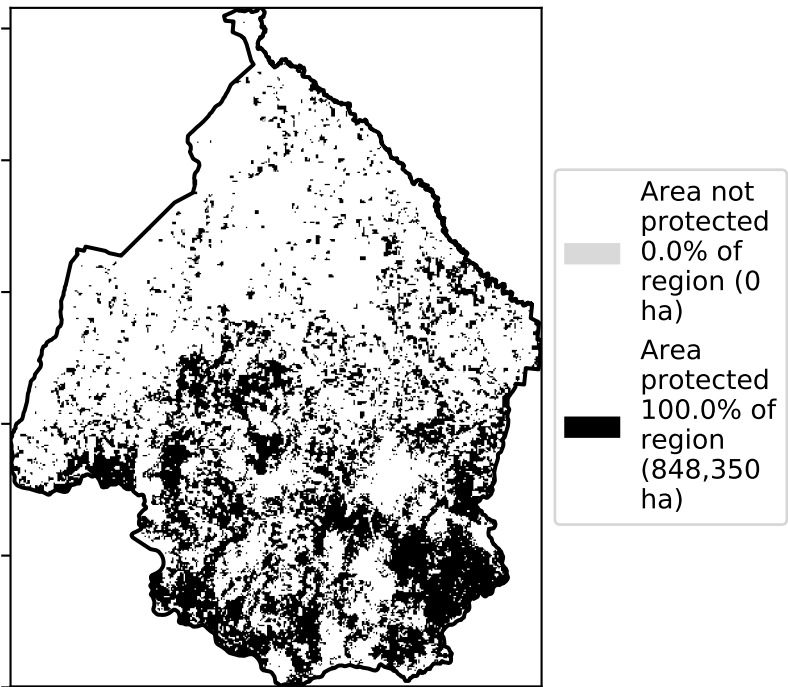 Area not
protected
0.0% of
region (0
ha)
Area
protected
100.0% of
region
(848,350
ha)